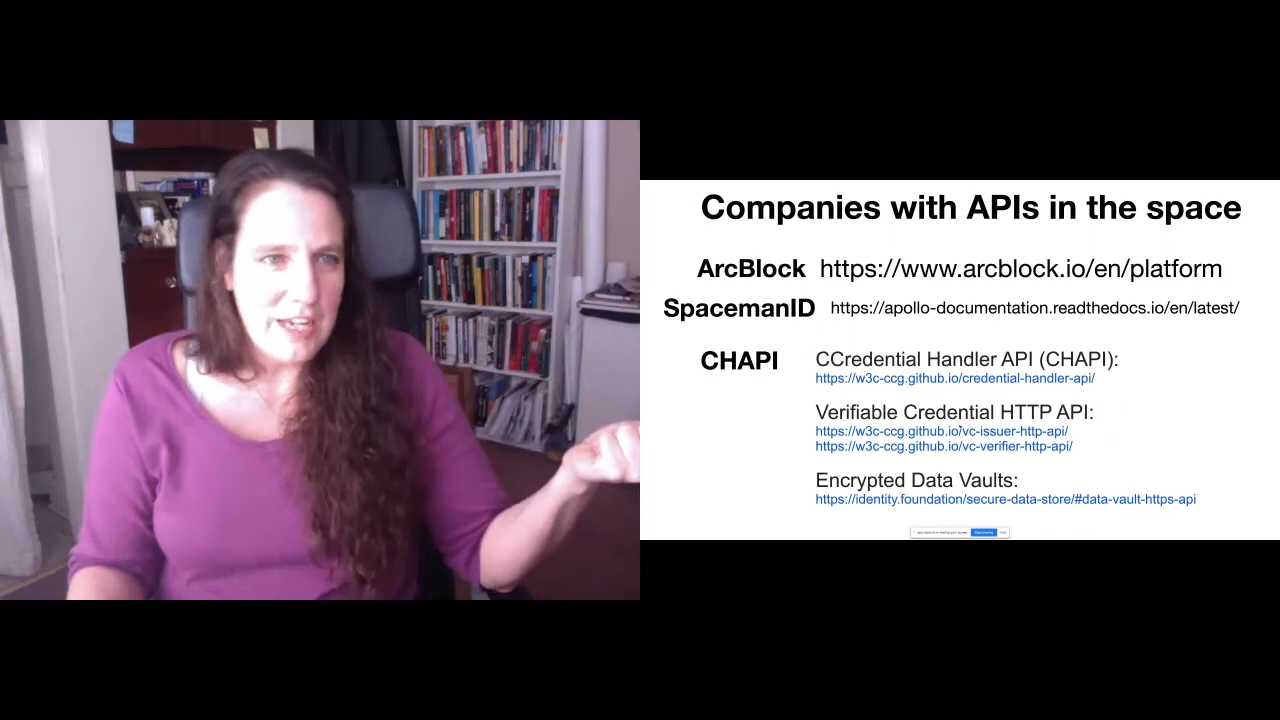 Companies with APIs in the space
ArcBlock https://www.arcblock.io/en/platform
SpacemanID https://apollo-documentation.readthedocs.io/en/latest/
CHAPI CCredential Handler API (CHAPI):
https://w3c-ccg.github.io/credential-handler-api/
Verifiable Credential HTTP API:
https://w3c-ccg.github.io/vc-issuer-http-api/
https://w3c-ccg.github.io/vc-verifier-http-api/
Encrypted Data Vaults:
https://identity.foundation/secure-data-store/#data-vault-https-api